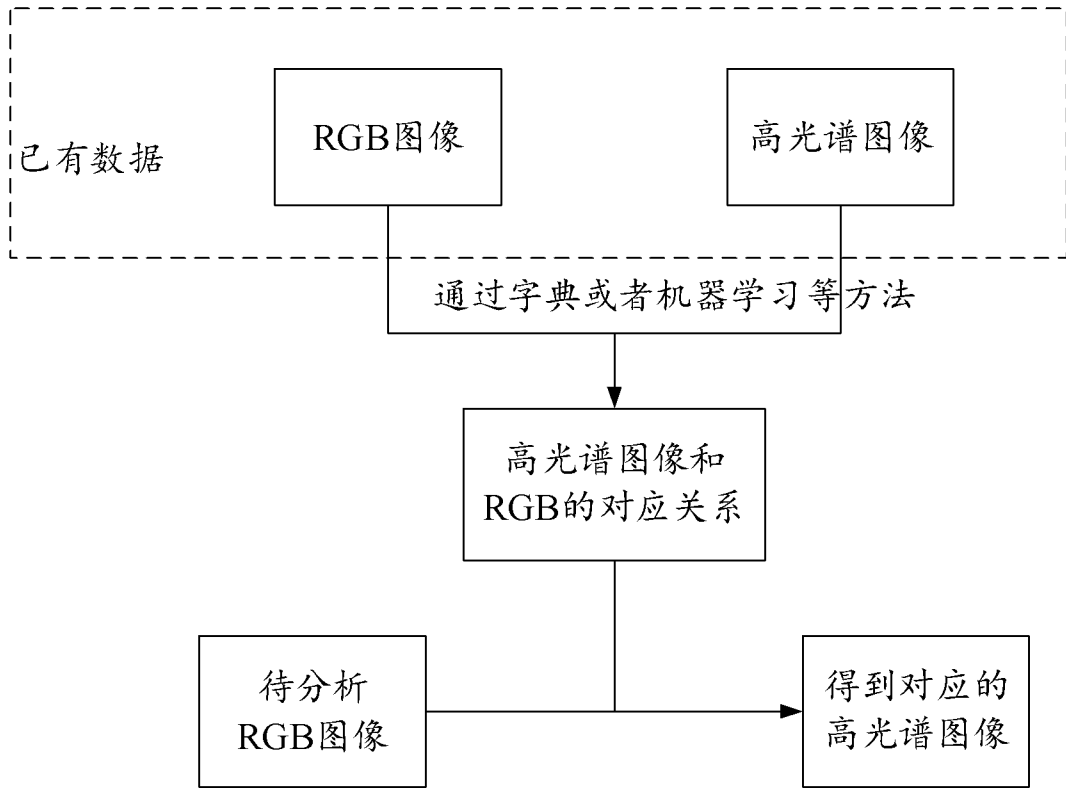 RGB图像
高光谱图像
已有数据
通过字典或者机器学习等方法
高光谱图像和
RGB的对应关系
待分析
RGB图像
得到对应的
高光谱图像